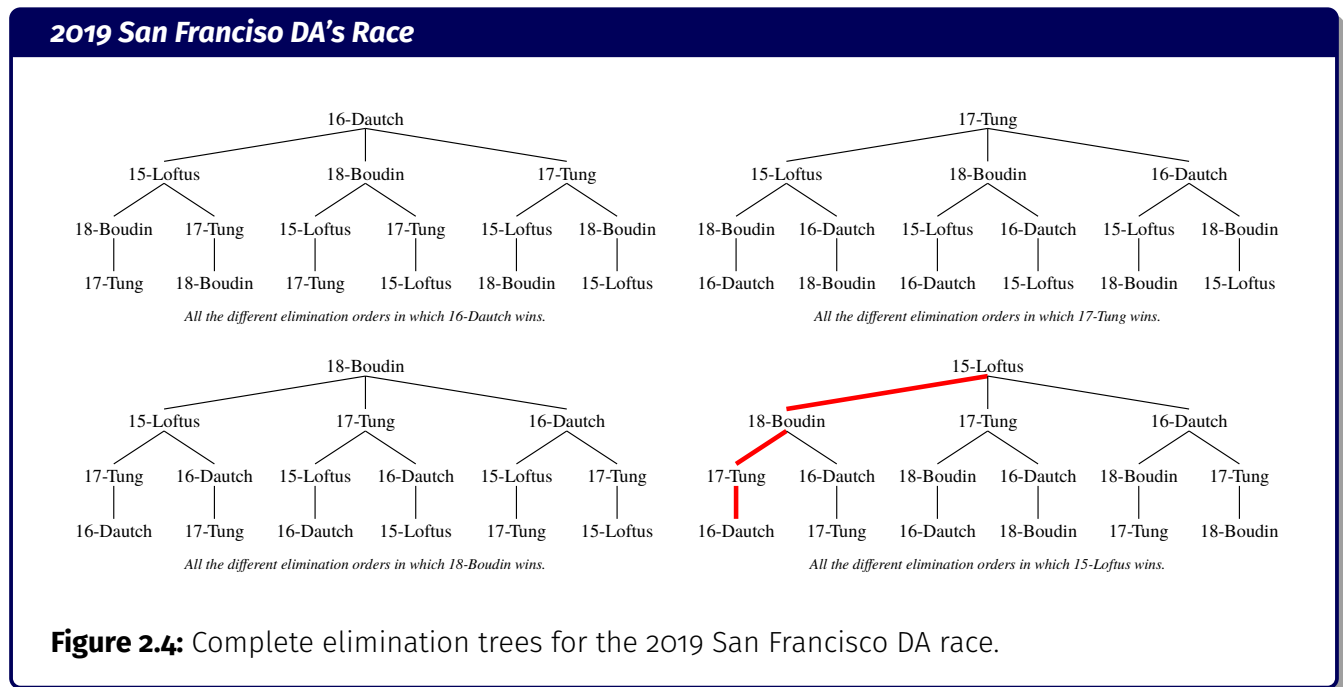 2019 San Franciso DA's Race
16-Dautch
15-Loftus 18-Boudin 17-Tung
18-Boudin 17-Tung 15-Loftus 17-Tung 15-Loftus 18-Boudin
17-Tung 18-Boudin 17-Tung 15-Loftus 18-Boudin 15-Loftus
All the different elimination orders in which 16-Dautch wins.
17-Tung
15-Loftus 18-Boudin 16-Dautch
18-Boudin 16-Dautch 15-Loftus 16-Dautch 15-Loftus 18-Boudin
16-Dautch 18-Boudin 16-Dautch 15-Loftus 18-Boudin 15-Loftus
All the different elimination orders in which 17-Tung wins.
18-Boudin
15-Loftus 17-Tung 16-Dautch
17-Tung 16-Dautch 15-Loftus 16-Dautch 15-Loftus 17-Tung
16-Dautch 17-Tung 16-Dautch 15-Loftus 17-Tung 15-Loftus
All the different elimination orders in which 18-Boudin wins.
15-Loftus
18-Boudin 17-Tung 16-Dautch
17-Tung 16-Dautch 18-Boudin 16-Dautch 18-Boudin 17-Tung
16-Dautch 17-Tung 16-Dautch 18-Boudin 17-Tung 18-Boudin
All the different elimination orders in which 15-Loftus wins.
Figure 2.4: Complete elimination trees for the 2019 San Francisco DA race.